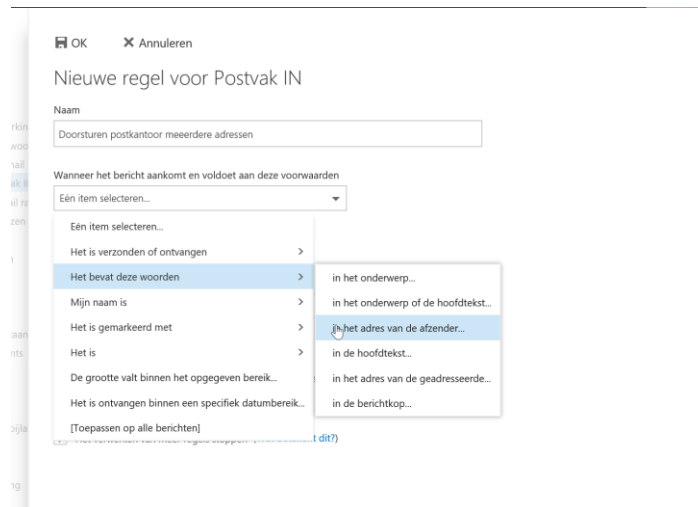 OK Annuleren
Nieuwe regel voor Postvak IN
Naam
Doorsturen postkantoor meeerdere adressen
Wanneer het bericht aankomt en voldoet aan deze voorwaarden
Eén item selecteren...
Eén item selecteren...
Het is verzonden of ontvangen
Het bevat deze woorden
Mijn naam is
Het is gemarkeerd met
Het is
De grootte valt binnen het opgegeven bereik...
Het is ontvangen binnen een specifiek datumbereik...
[Toepassen op alle berichten]
in het onderwerp...
in het onderwerp of de hoofdtekst...
in het adres van de afzender...
in de hoofdtekst...
in het adres van de geadresseerde...
in de berichtkop...
dit?)